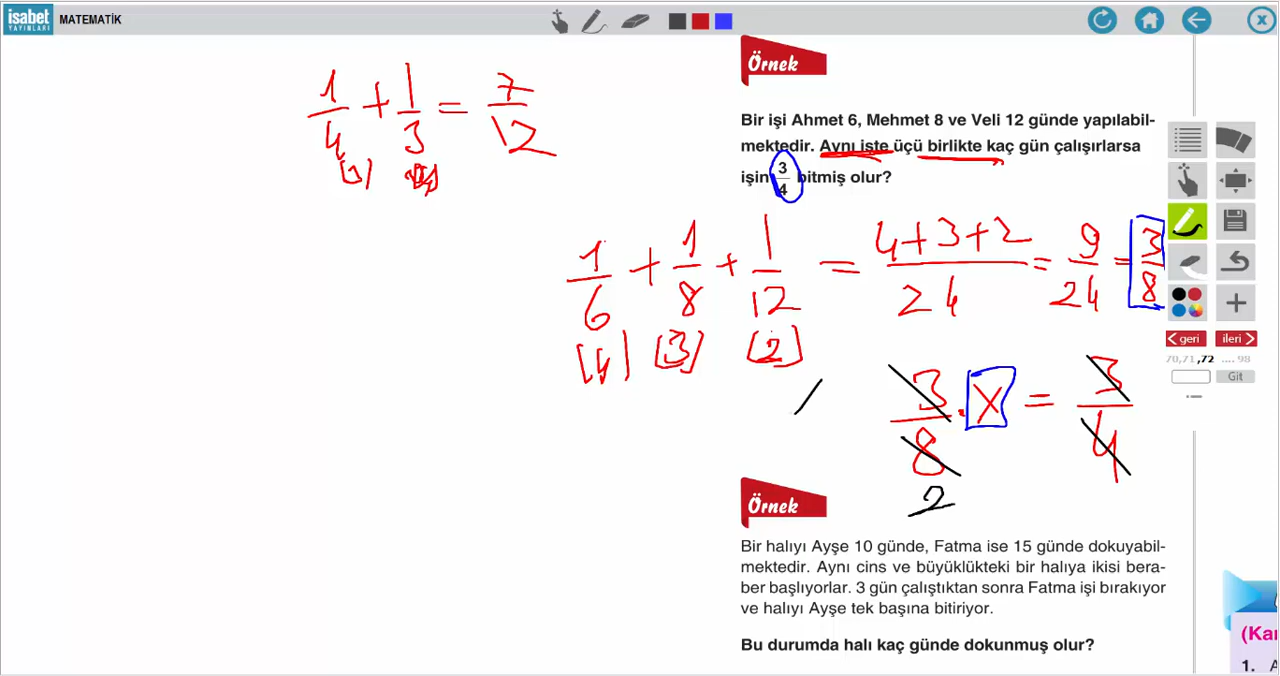 isabet
YAYINLARI
MATEMATİK
1/4 + 1/3 = 7/12
[3]
Örnek
Bir işi Ahmet 6, Mehmet 8 ve Veli 12 günde yapılabil-
mektedir. Aynı işte üçü birlikte kaç gün çalışırlarsa
işin 3/4 bitmiş olur?
1/6 + 1/8 + 1/12 = 4+3+2/24 = 9/24 = 3/8
[4] [3] [2]
3/8 . x = 3/4
2
geri
ileri
70,71,72 .... 98
Git
Örnek
Bir halıyı Ayşe 10 günde, Fatma ise 15 günde dokuyabil-
mektedir. Aynı cins ve büyüklükteki bir halıya ikisi bera-
ber başlıyorlar. 3 gün çalıştıktan sonra Fatma işi bırakıyor
ve halıyı Ayşe tek başına bitiriyor.
Bu durumda halı kaç günde dokunmuş olur?
(Kar
1. A